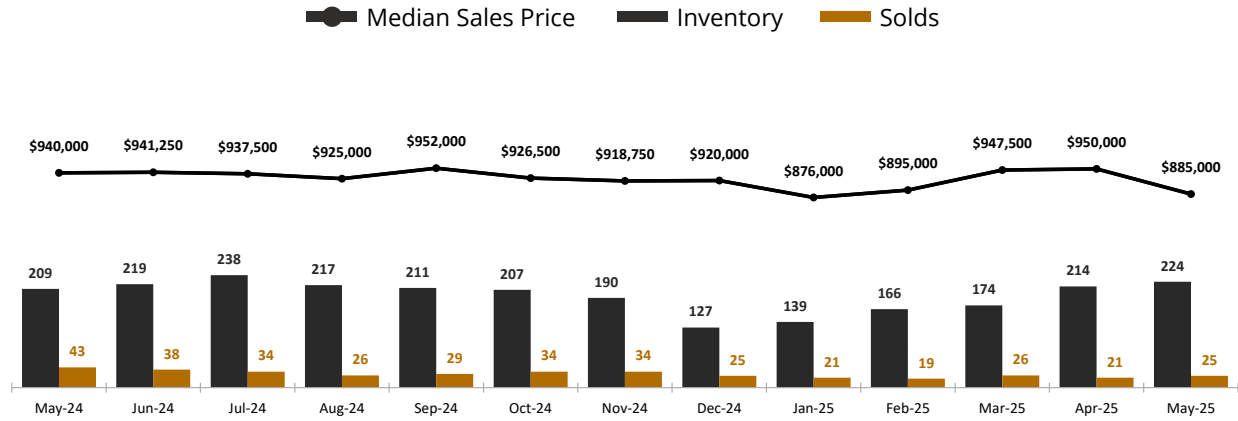 Median Sales Price Inventory Solds
$940,000 $941,250 $937,500 $925,000 $952,000 $926,500 $918,750 $920,000 $876,000 $895,000 $947,500 $950,000 $885,000
209 219 238 217 211 207 190 127 139 166 174 214 224
43 38 34 26 29 34 34 25 21 19 26 21 25
May-24 Jun-24 Jul-24 Aug-24 Sep-24 Oct-24 Nov-24 Dec-24 Jan-25 Feb-25 Mar-25 Apr-25 May-25